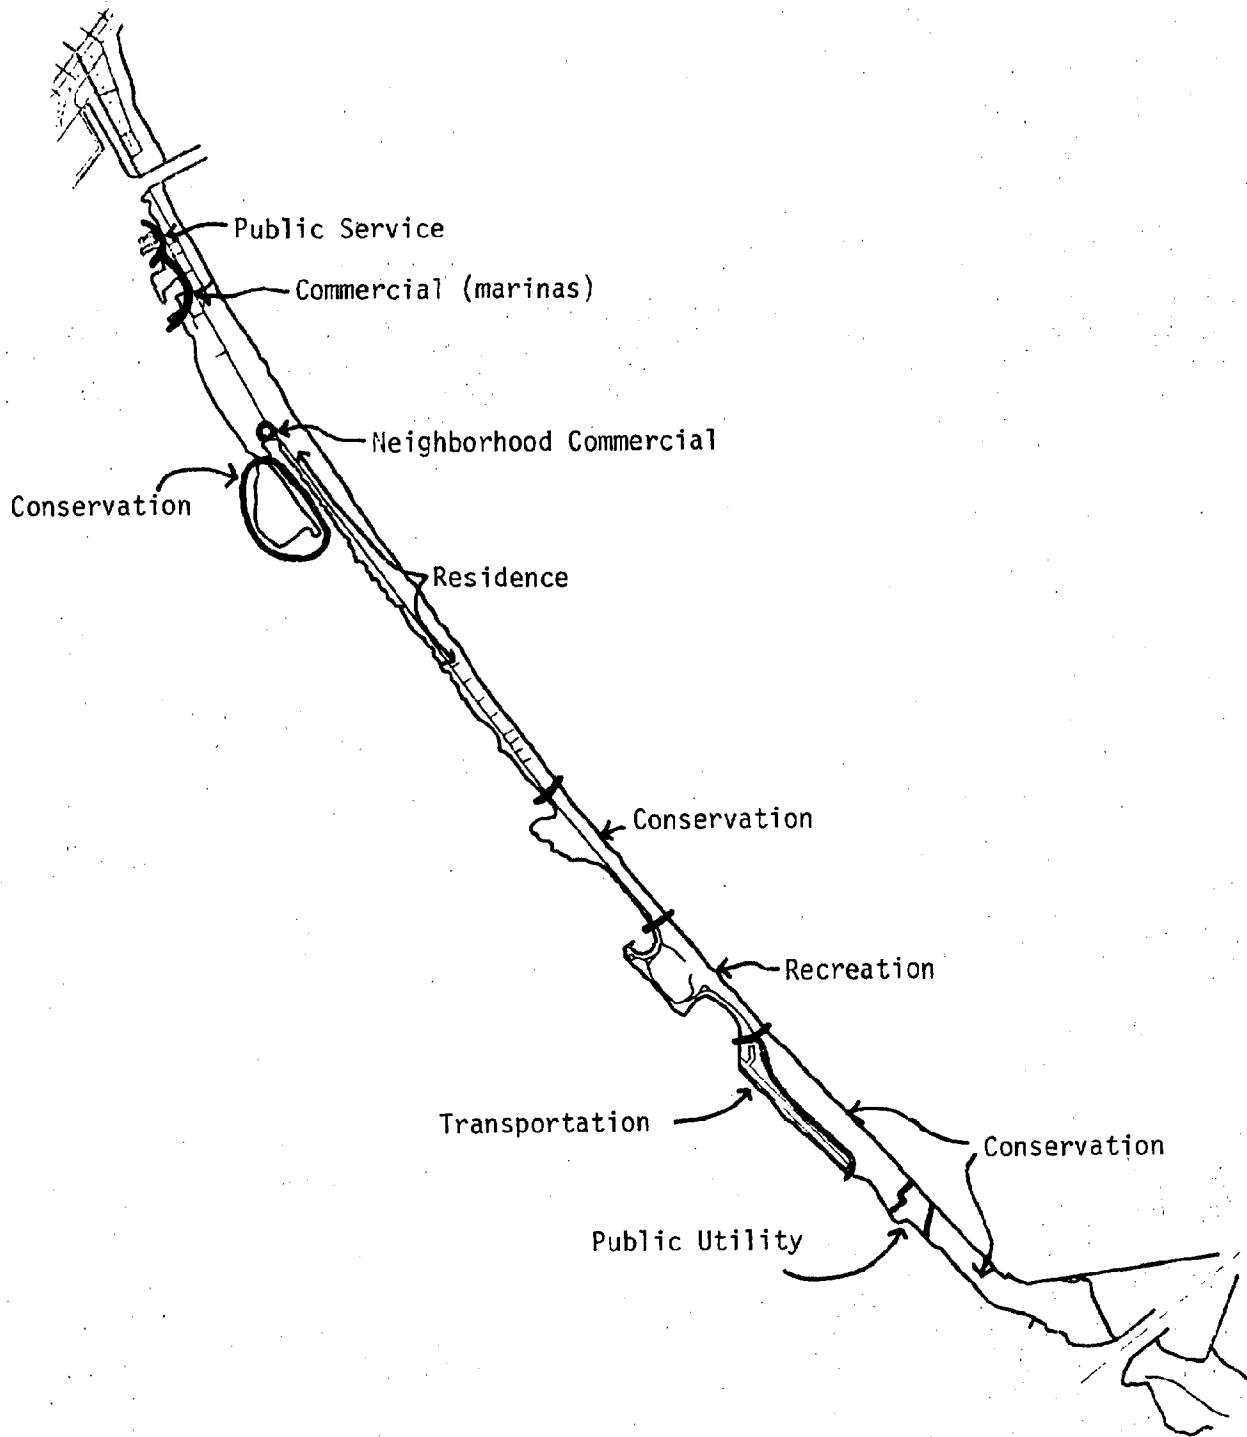 Public Service
Commercial (marinas)
Neighborhood Commercial
Conservation
Residence
Conservation
Recreation
Transportation
Conservation
Public Utility